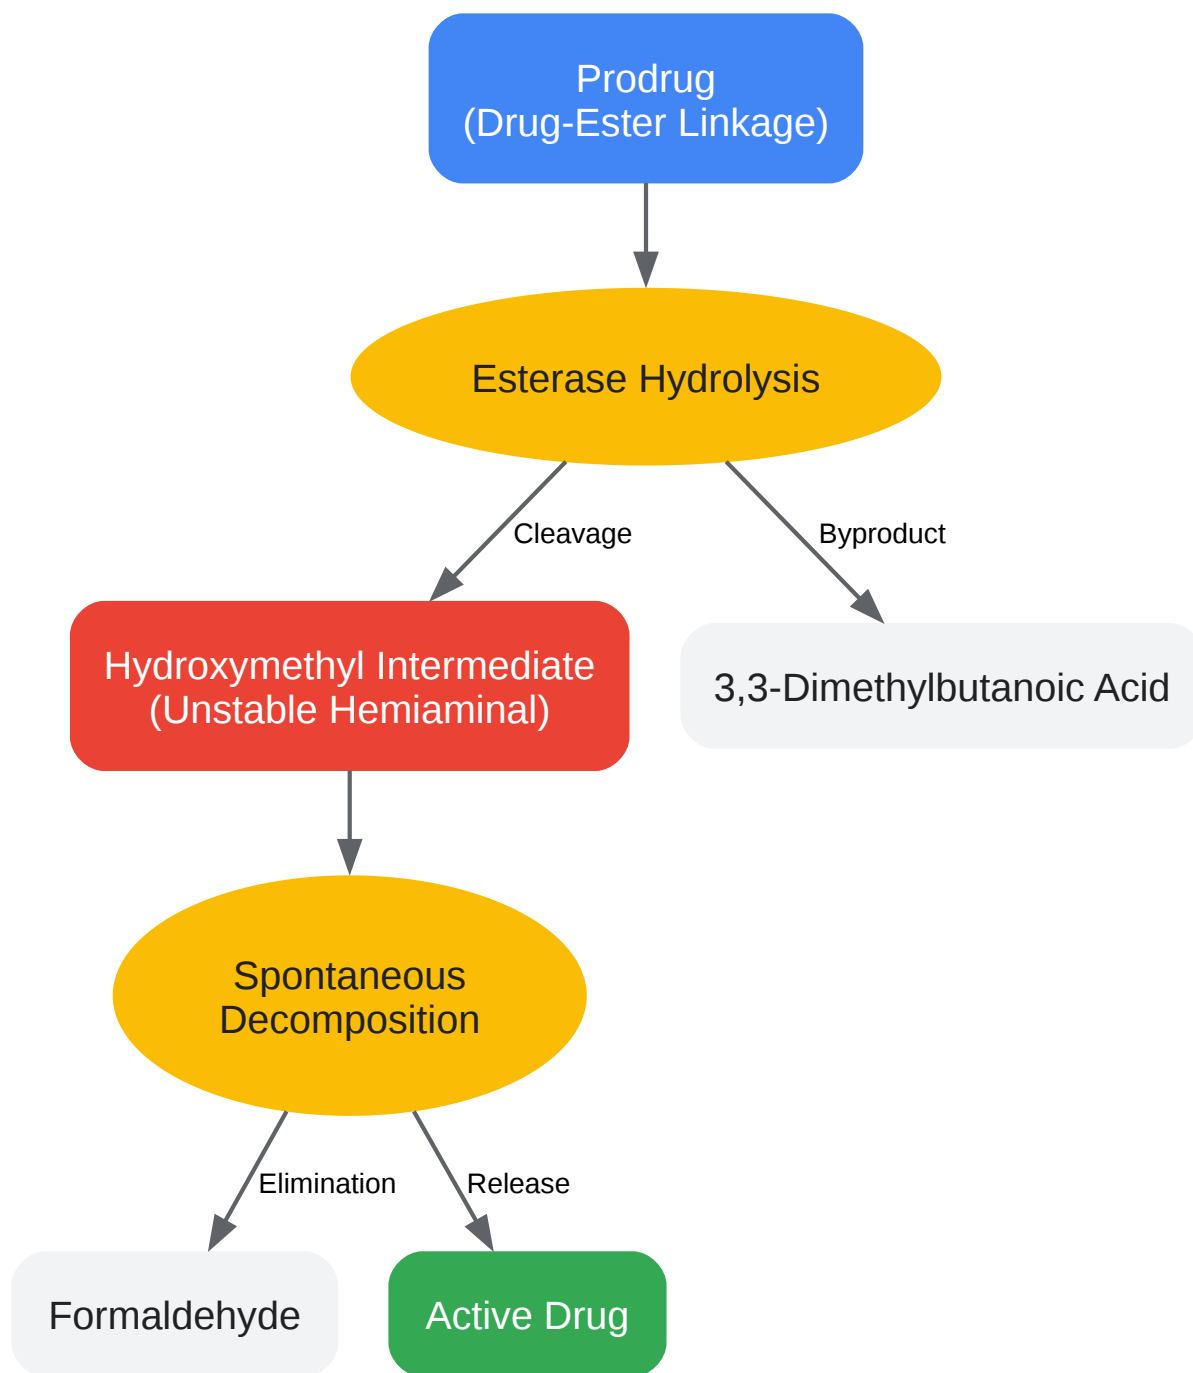 Prodrug
(Drug-Ester Linkage)
Esterase Hydrolysis
Cleavage
Byproduct
Hydroxymethyl Intermediate
(Unstable Hemiaminal)
3,3-Dimethylbutanoic Acid
Spontaneous
Decomposition
Elimination
Release
Formaldehyde
Active Drug